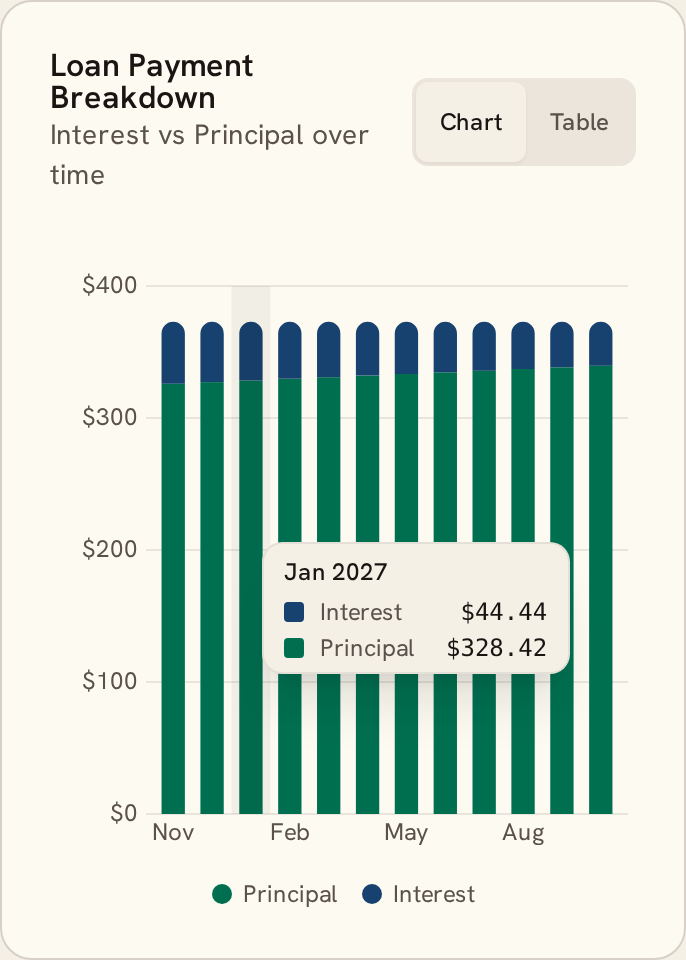 Loan Payment
Breakdown
Interest vs Principal over
time
Chart
Table
$400
$300
$200
$100
$0
Jan 2027
Interest $44.44
Principal $328.42
Nov Feb May Aug
Principal Interest